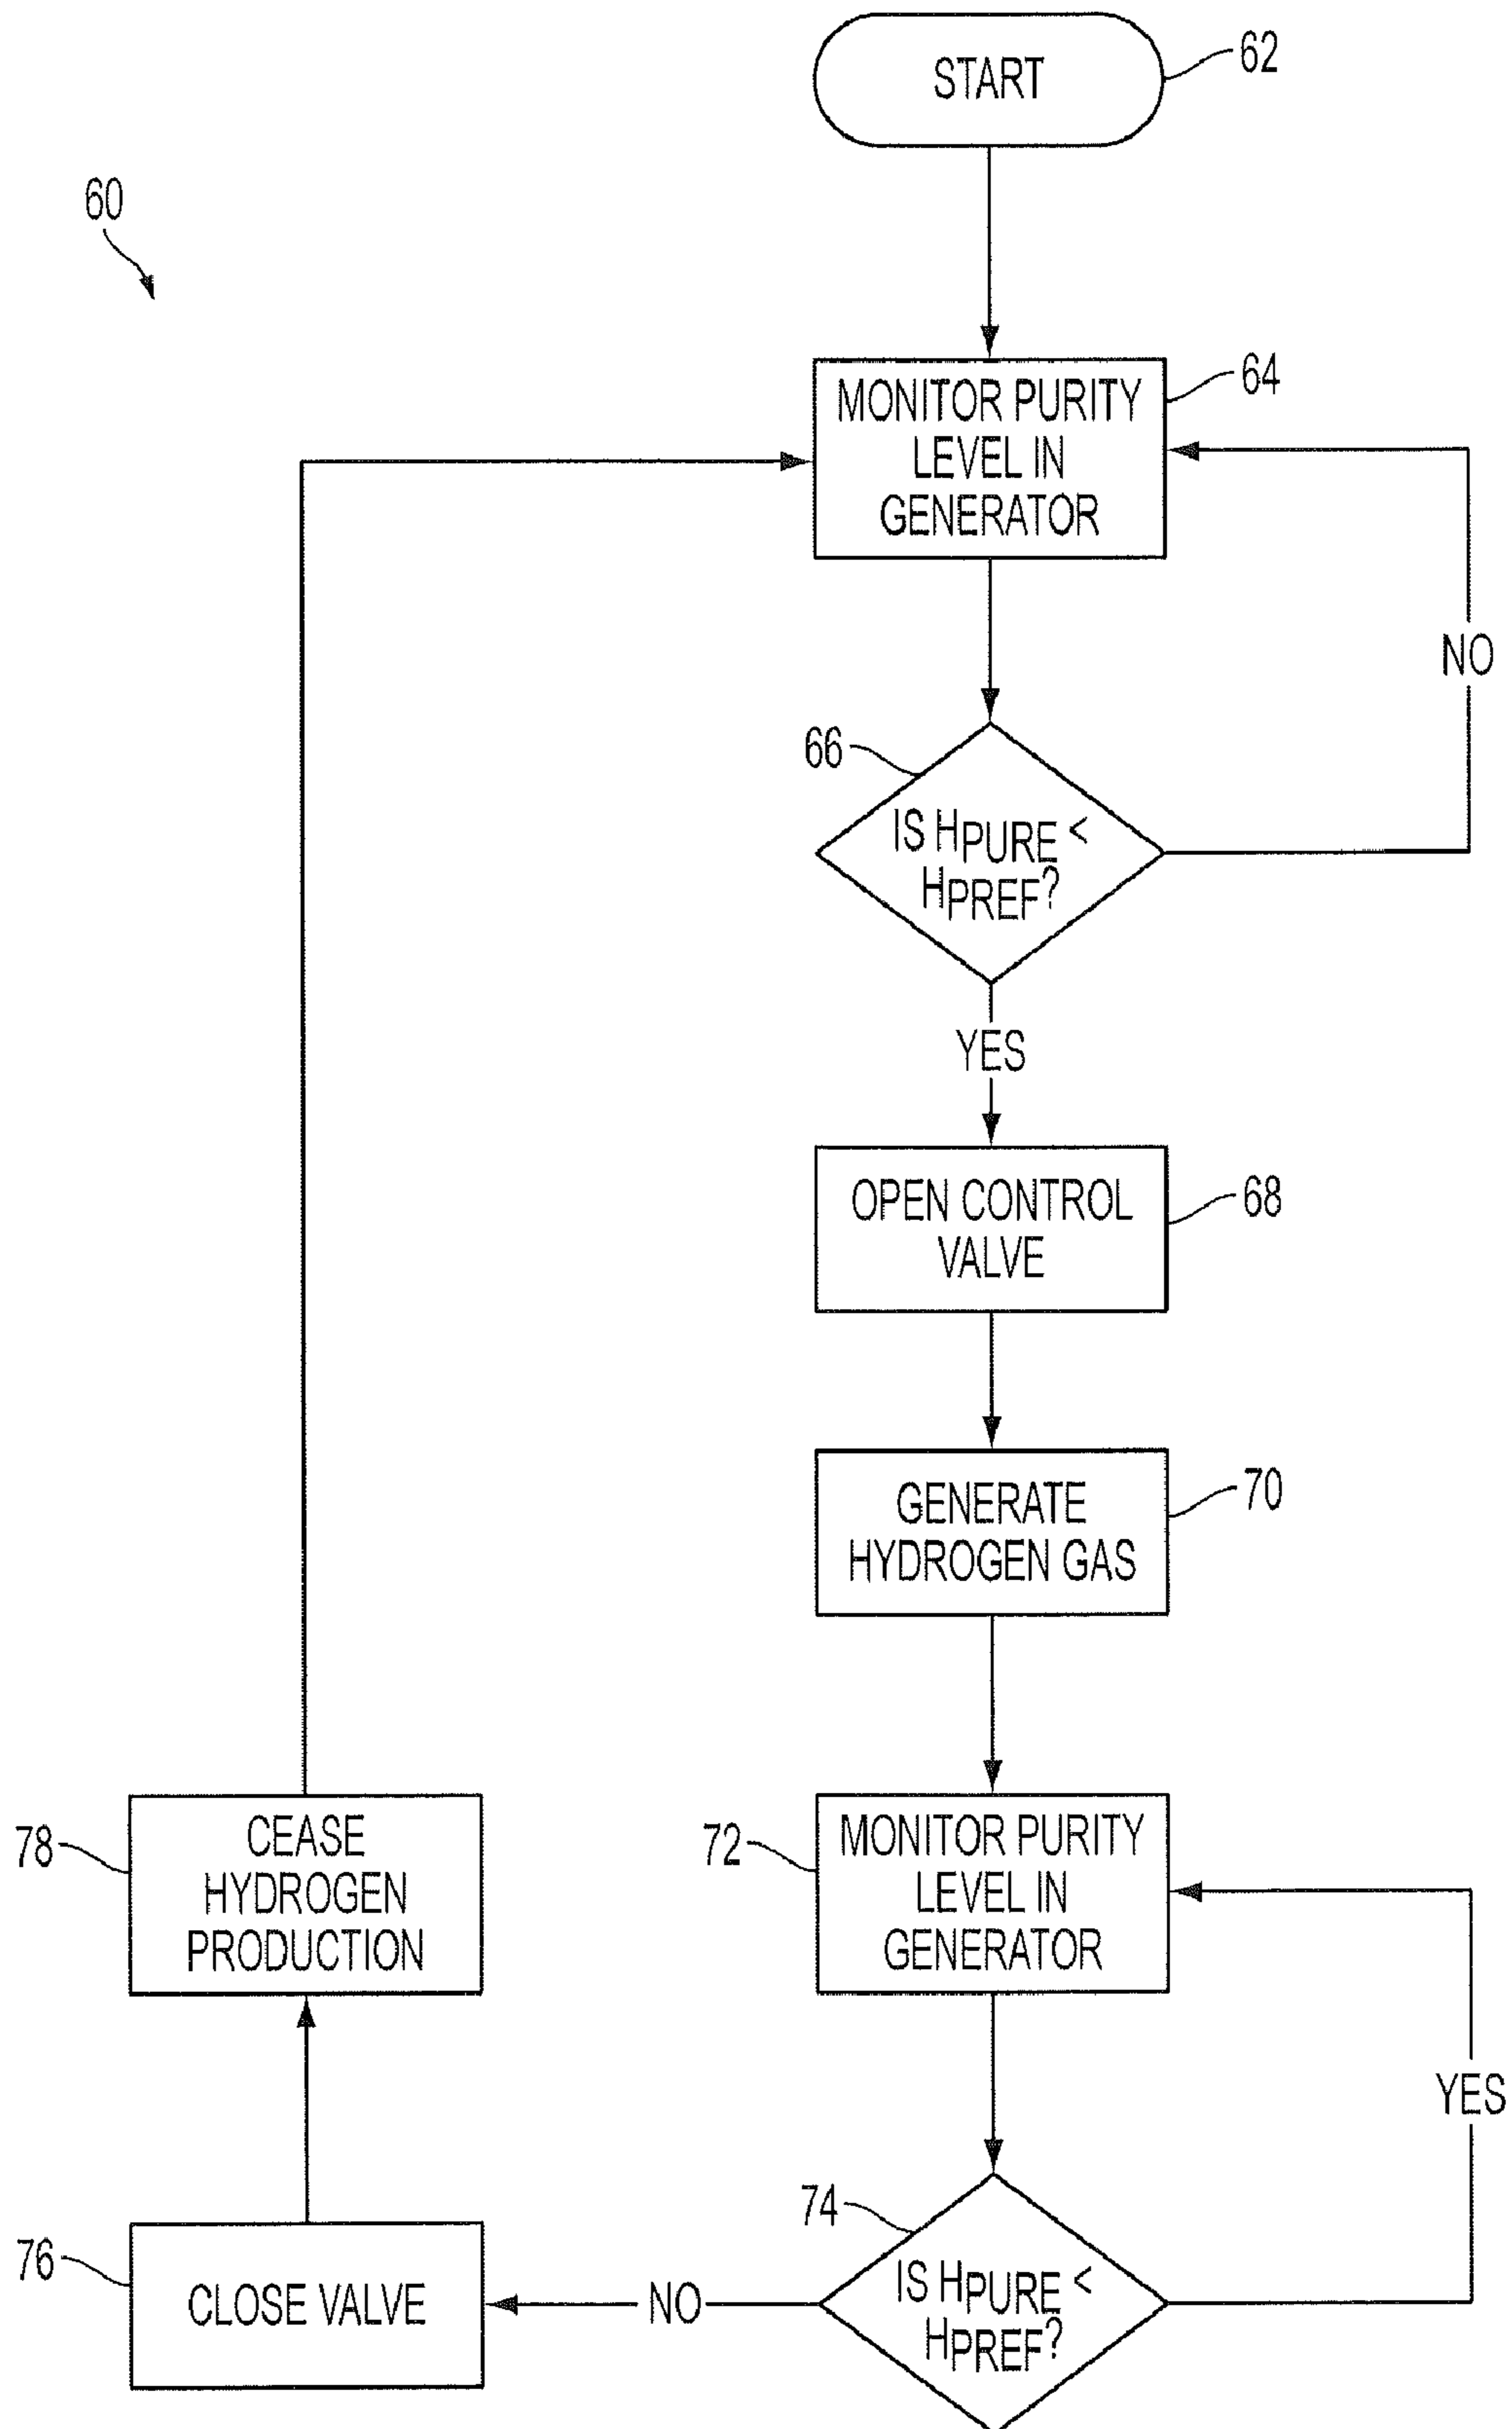 START
62
60
MONITOR PURITY
LEVEL IN
GENERATOR
64
NO
66
IS HPURE <
HPREF?
YES
OPEN CONTROL
VALVE
68
GENERATE
HYDROGEN GAS
70
72
MONITOR PURITY
LEVEL IN
GENERATOR
78
CEASE
HYDROGEN
PRODUCTION
YES
74
IS HPURE <
HPREF?
NO
76
CLOSE VALVE